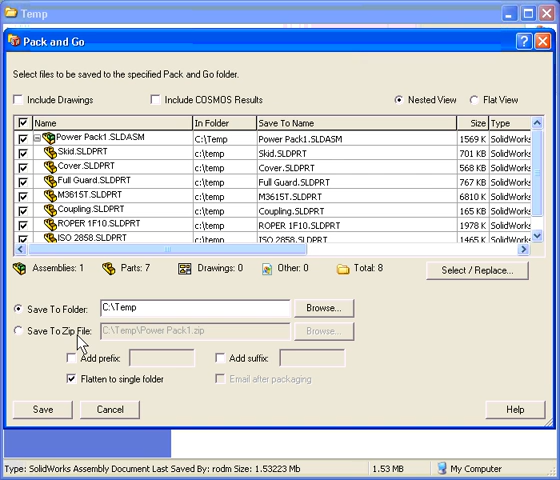 Temp
Pack and Go
Select files to be saved to the specified Pack and Go folder.
Include Drawings Include COSMOS Results Nested View Flat View
Name In Folder Save To Name Size Type
Power Pack1.SLDASM C:\Temp Power Pack1.SLDASM 1569 K SolidWorks
Skid.SLDPRT c:\temp Skid.SLDPRT 701 KB SolidWorks
Cover.SLDPRT c:\temp Cover.SLDPRT 568 KB SolidWorks
Full Guard.SLDPRT c:\temp Full Guard.SLDPRT 767 KB SolidWorks
M3615T.SLDPRT c:\temp M3615T.SLDPRT 6810 K SolidWorks
Coupling.SLDPRT c:\temp Coupling.SLDPRT 165 KB SolidWorks
ROPER 1F10.SLDPRT c:\temp ROPER 1F10.SLDPRT 1978 K SolidWorks
ISO 2858.SLDPRT c:\temp ISO 2858.SLDPRT 1465 K SolidWorks
Assemblies: 1 Parts: 7 Drawings: 0 Other: 0 Total: 8 Select / Replace...
Save To Folder: C:\Temp Browse...
Save To Zip File: C:\Temp\Power Pack1.zip Browse...
Add prefix: Add suffix:
Flatten to single folder Email after packaging
Save Cancel Help
Type: SolidWorks Assembly Document Last Saved By: rodm Size: 1.53223 Mb 1.53 MB My Computer